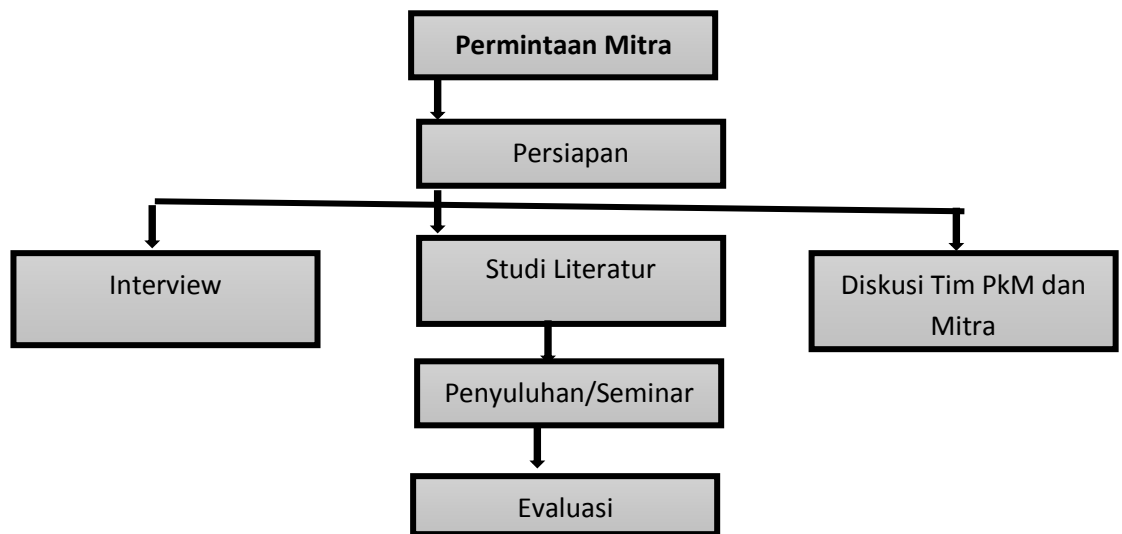 Permintaan Mitra
Persiapan
Interview
Studi Literatur
Diskusi Tim PkM dan
Mitra
Penyuluhan/Seminar
Evaluasi